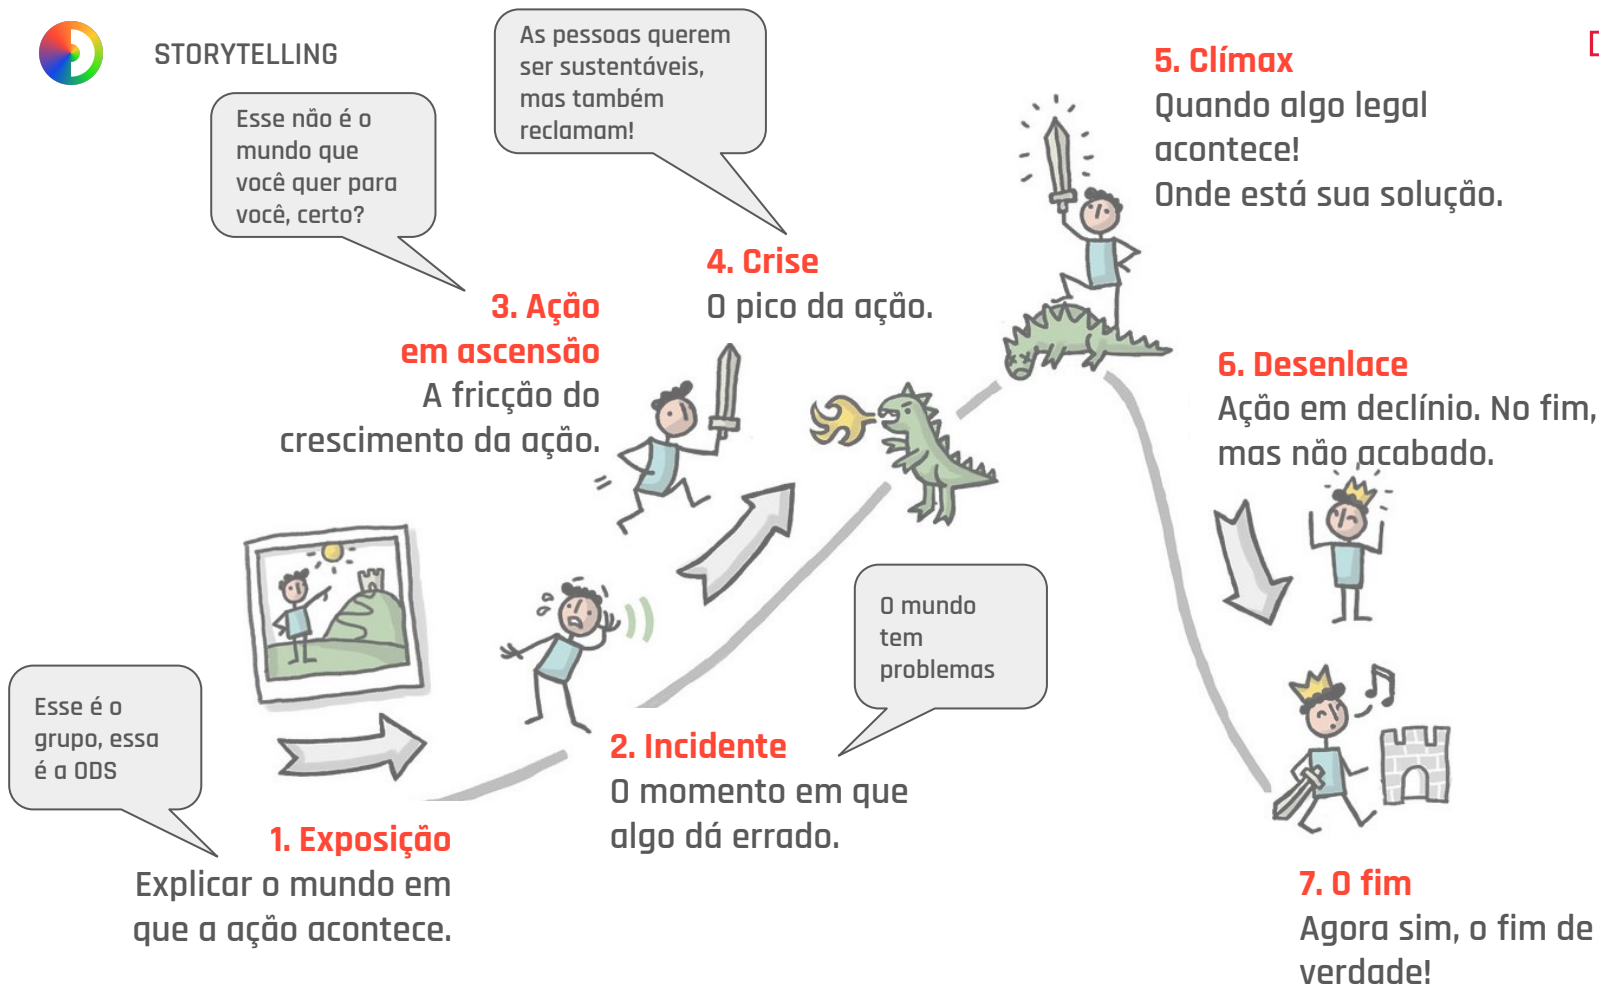 STORYTELLING
As pessoas querem
ser sustentáveis,
mas também
reclamam!
Esse não é o
mundo que
você quer para
você, certo?
5. Clímax
Quando algo legal
acontece!
Onde está sua solução.
4. Crise
O pico da ação.
3. Ação
em ascensão
A fricção do
crescimento da ação.
6. Desenlace
Ação em declínio. No fim,
mas não acabado.
O mundo
tem
problemas
Esse é o
grupo, essa
é a ODS
2. Incidente
O momento em que
algo dá errado.
1. Exposição
Explicar o mundo em
que a ação acontece.
7. O fim
Agora sim, o fim de
verdade!